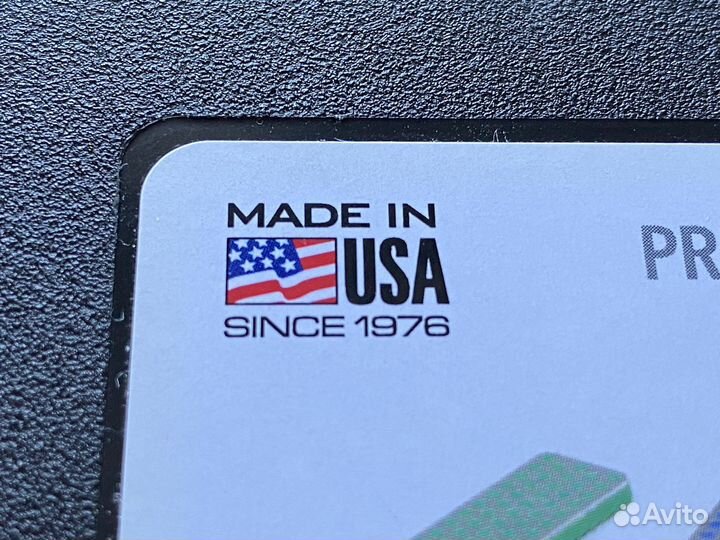 MADE IN
USA
SINCE 1976
PR
Avito